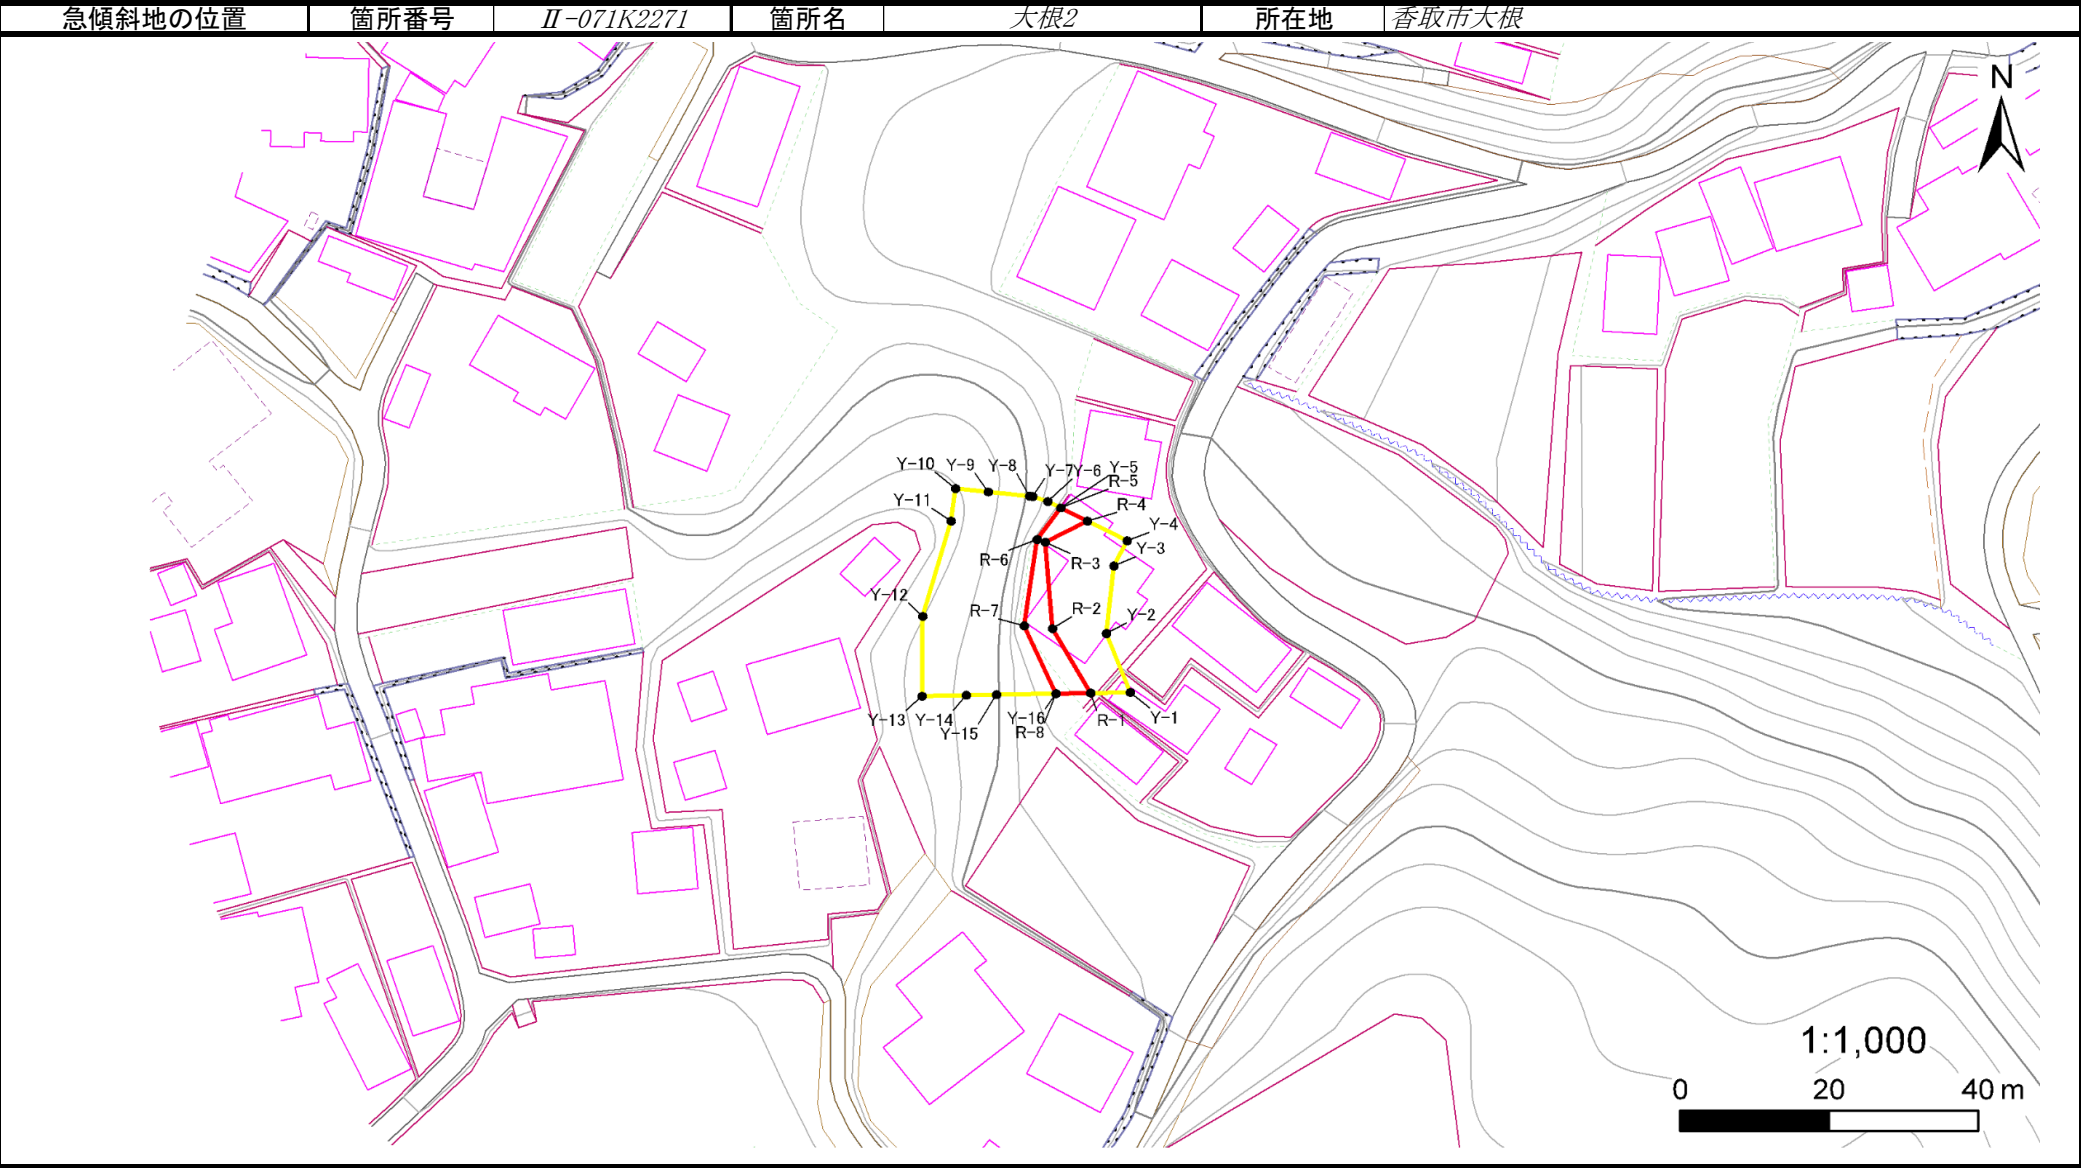 急傾斜地の位置 箇所番号 Ⅱ-071K2271 箇所名 大根2 所在地 香取市大根
N
Y-10 Y-9 Y-8 Y-7 Y-6 Y-5
R-5
Y-11 R-4
Y-4
Y-3
R-6 R-3
Y-12
R-7 R-2 Y-2
Y-13 Y-14 Y-16 R-1 Y-1
Y-15 R-8
1:1,000
0 20 40 m